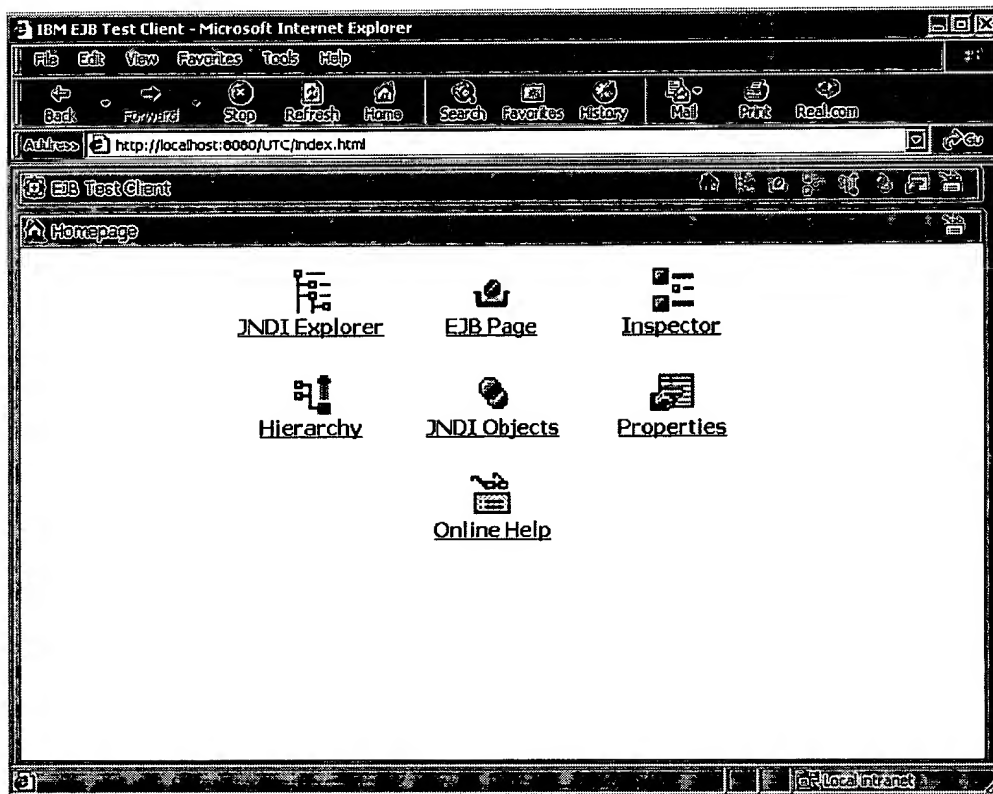 IBM EJB Test Client - Microsoft Internet Explorer
File Edit View Favorites Tools Help
Back Forward Stop Refresh Home Search Favorites History Mail Print Real.com
Address http://localhost:8080/UTC/index.html Go
EJB Test Client
Homepage
JNDI Explorer EJB Page Inspector
Hierarchy JNDI Objects Properties
Online Help
Local intranet